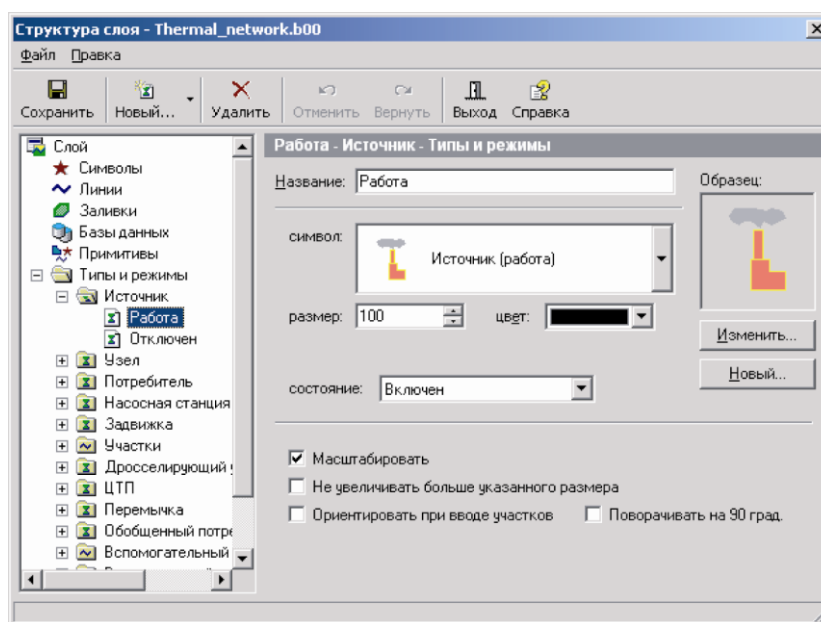 Структура слоя - Thermal_network.b00
Файл Правка
Сохранить Новый... Удалить Отменить Вернуть Выход Справка
Слой
Символы
Линии
Заливки
Базы данных
Примитивы
Типы и режимы
Источник
Работа
Отключен
Узел
Потребитель
Насосная станция
Задвижка
Участки
Дросселирующий
ЦТП
Перемычка
Обобщенный потре
Вспомогательный
Работа - Источник - Типы и режимы
Название: Работа
Образец:
символ: Источник (работа)
размер: 100 цвет:
Изменить...
Новый...
состояние: Включен
Масштабировать
Не увеличивать больше указанного размера
Ориентировать при вводе участков Поворачивать на 90 град.